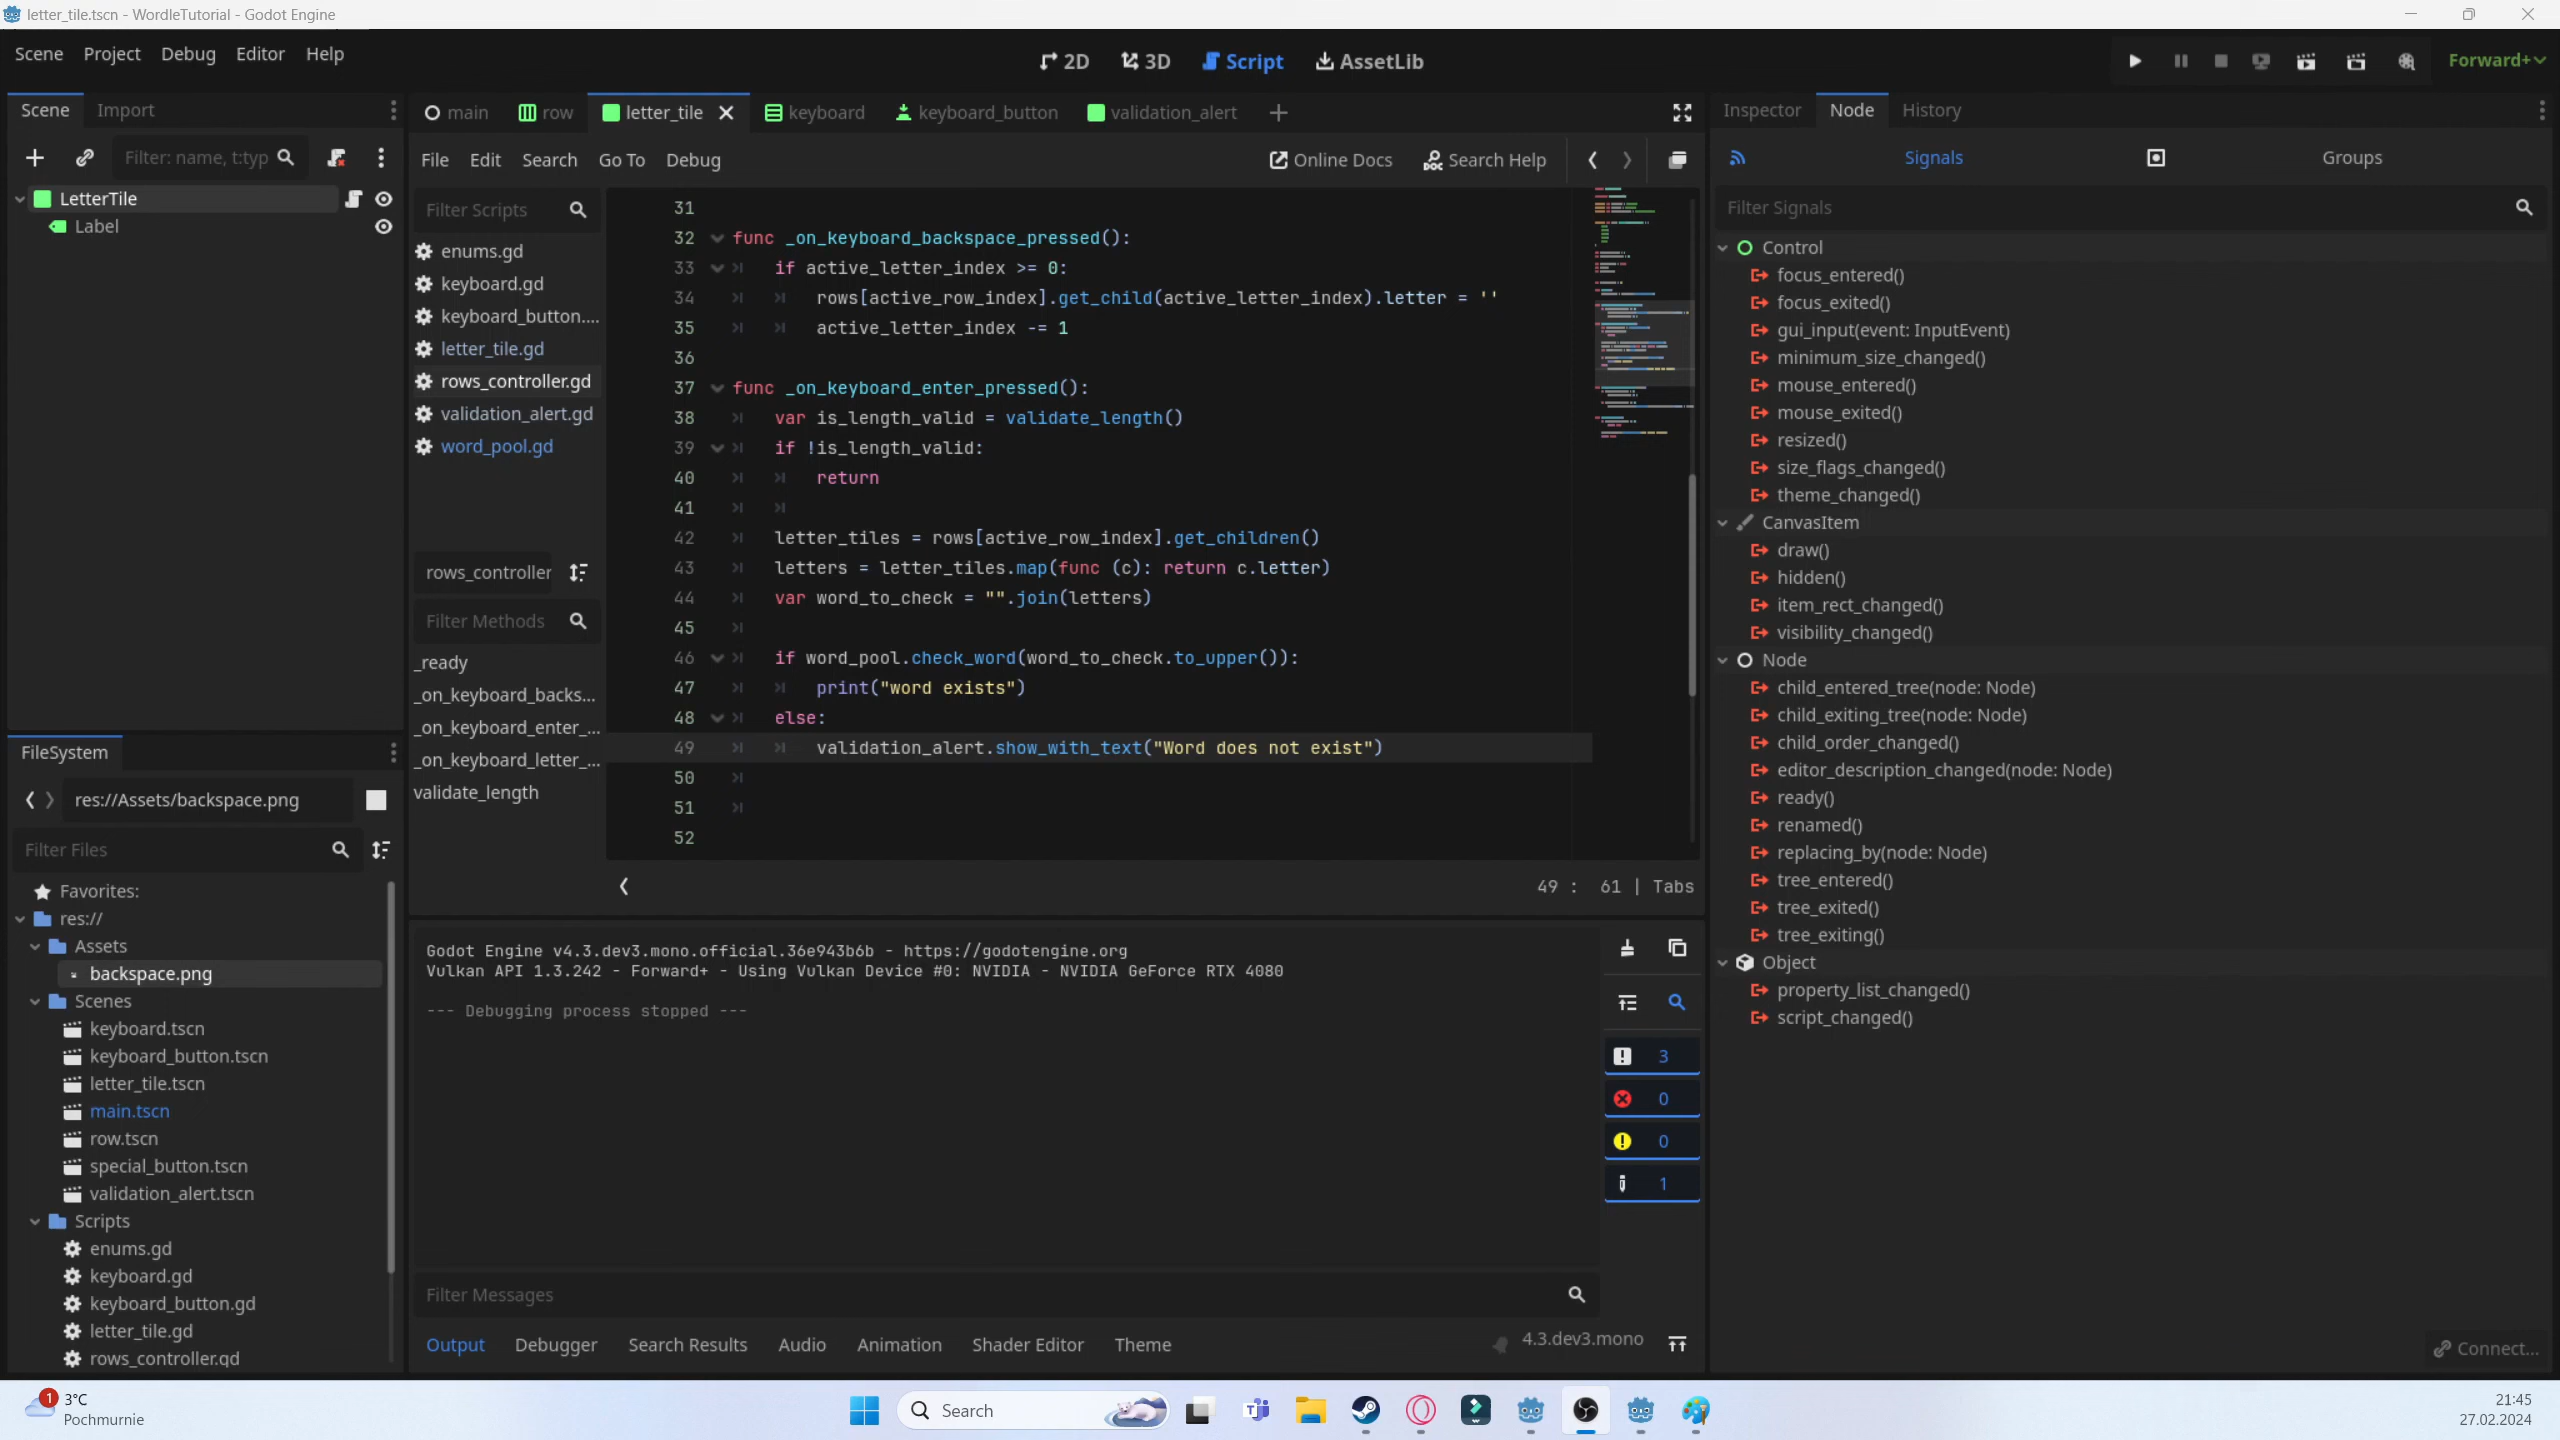 letter_tile.tscn - WordleTutorial - Godot Engine
Scene Project Debug Editor Help
2D 3D Script AssetLib
Forward+
Scene Import
Filter: name, t:typ
LetterTile
Label
main row letter_tile keyboard keyboard_button validation_alert
File Edit Search Go To Debug
Online Docs Search Help
Filter Scripts
enums.gd
keyboard.gd
keyboard_button....
letter_tile.gd
rows_controller.gd
validation_alert.gd
word_pool.gd
rows_controller
Filter Methods
_ready
_on_keyboard_backs...
_on_keyboard_enter_...
_on_keyboard_letter_...
validate_length
31
32 func _on_keyboard_backspace_pressed():
33 if active_letter_index >= 0:
34 rows[active_row_index].get_child(active_letter_index).letter = ''
35 active_letter_index -= 1
36
37 func _on_keyboard_enter_pressed():
38 var is_length_valid = validate_length()
39 if !is_length_valid:
40 return
41
42 letter_tiles = rows[active_row_index].get_children()
43 letters = letter_tiles.map(func (c): return c.letter)
44 var word_to_check = "".join(letters)
45
46 if word_pool.check_word(word_to_check.to_upper()):
47 print("word exists")
48 else:
49 validation_alert.show_with_text("Word does not exist")
50
51
52
49 : 61 | Tabs
Godot Engine v4.3.dev3.mono.official.36e943b6b - https://godotengine.org
Vulkan API 1.3.242 - Forward+ - Using Vulkan Device #0: NVIDIA - NVIDIA GeForce RTX 4080
--- Debugging process stopped ---
3
0
0
1
Filter Messages
Output Debugger Search Results Audio Animation Shader Editor Theme
4.3.dev3.mono
FileSystem
res://Assets/backspace.png
Filter Files
Favorites:
res://
Assets
backspace.png
Scenes
keyboard.tscn
keyboard_button.tscn
letter_tile.tscn
main.tscn
row.tscn
special_button.tscn
validation_alert.tscn
Scripts
enums.gd
keyboard.gd
keyboard_button.gd
letter_tile.gd
rows_controller.gd
Inspector Node History
Signals Groups
Filter Signals
Control
focus_entered()
focus_exited()
gui_input(event: InputEvent)
minimum_size_changed()
mouse_entered()
mouse_exited()
resized()
size_flags_changed()
theme_changed()
CanvasItem
draw()
hidden()
item_rect_changed()
visibility_changed()
Node
child_entered_tree(node: Node)
child_exiting_tree(node: Node)
child_order_changed()
editor_description_changed(node: Node)
ready()
renamed()
replacing_by(node: Node)
tree_entered()
tree_exited()
tree_exiting()
Object
property_list_changed()
script_changed()
Connect...
1
3°C
Pochmurnie
Search
21:45
27.02.2024